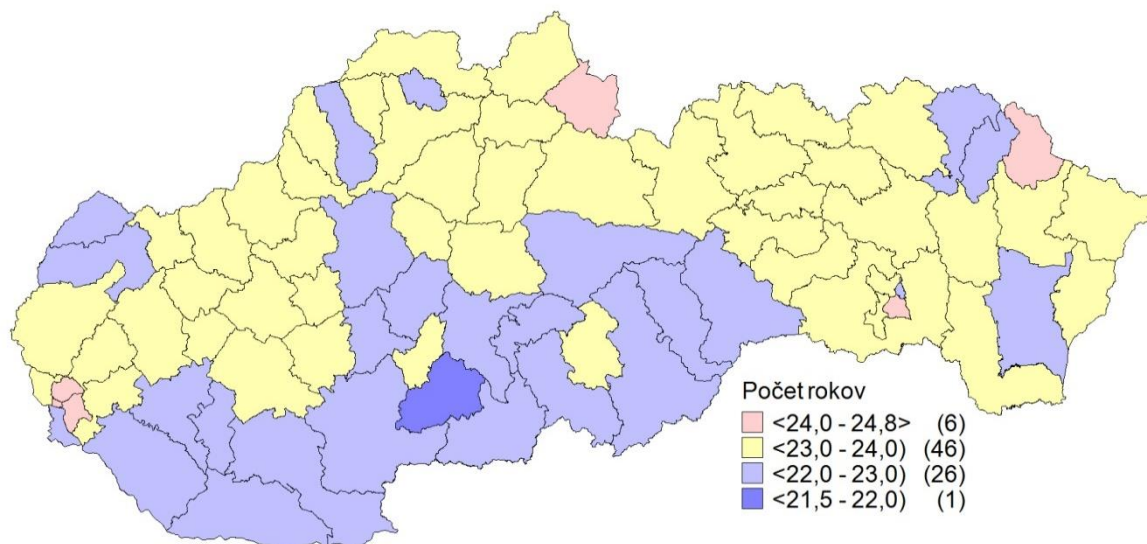 Počet rokov
<24,0 - 24,8> (6)
<23,0 - 24,0) (46)
<22,0 - 23,0) (26)
<21,5 - 22,0) (1)